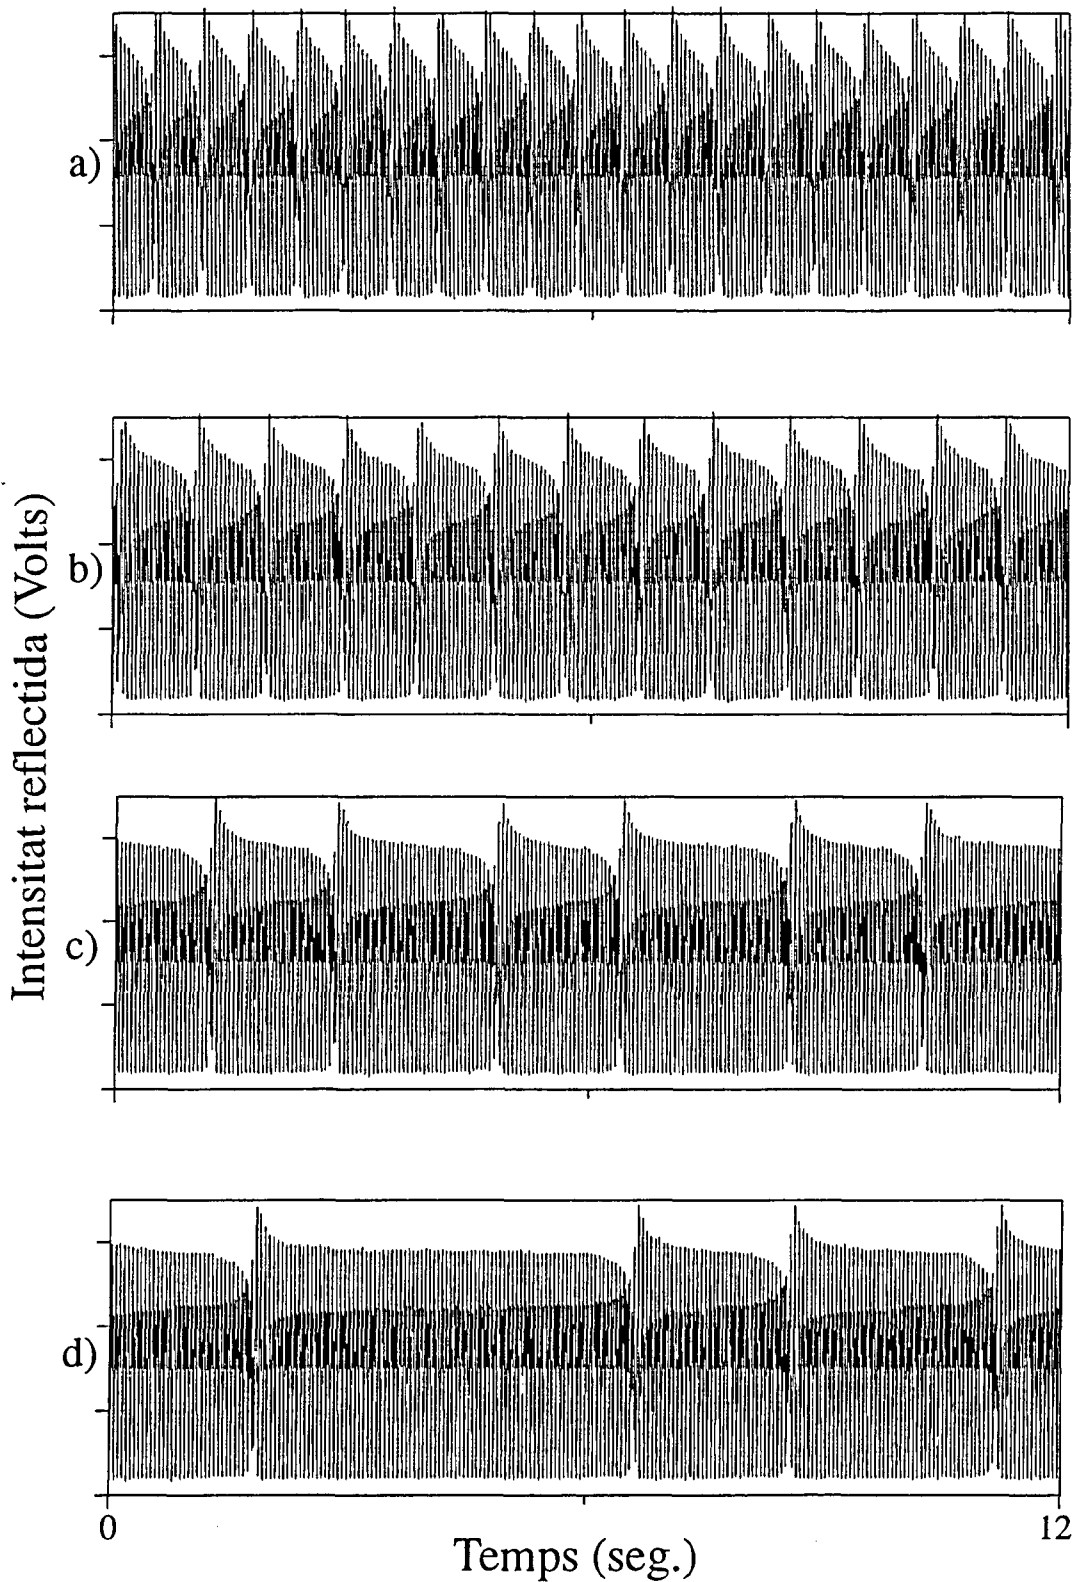 a)
b)
c)
d)
Intensitat reflectida (Volts)
0
12
Temps (seg.)